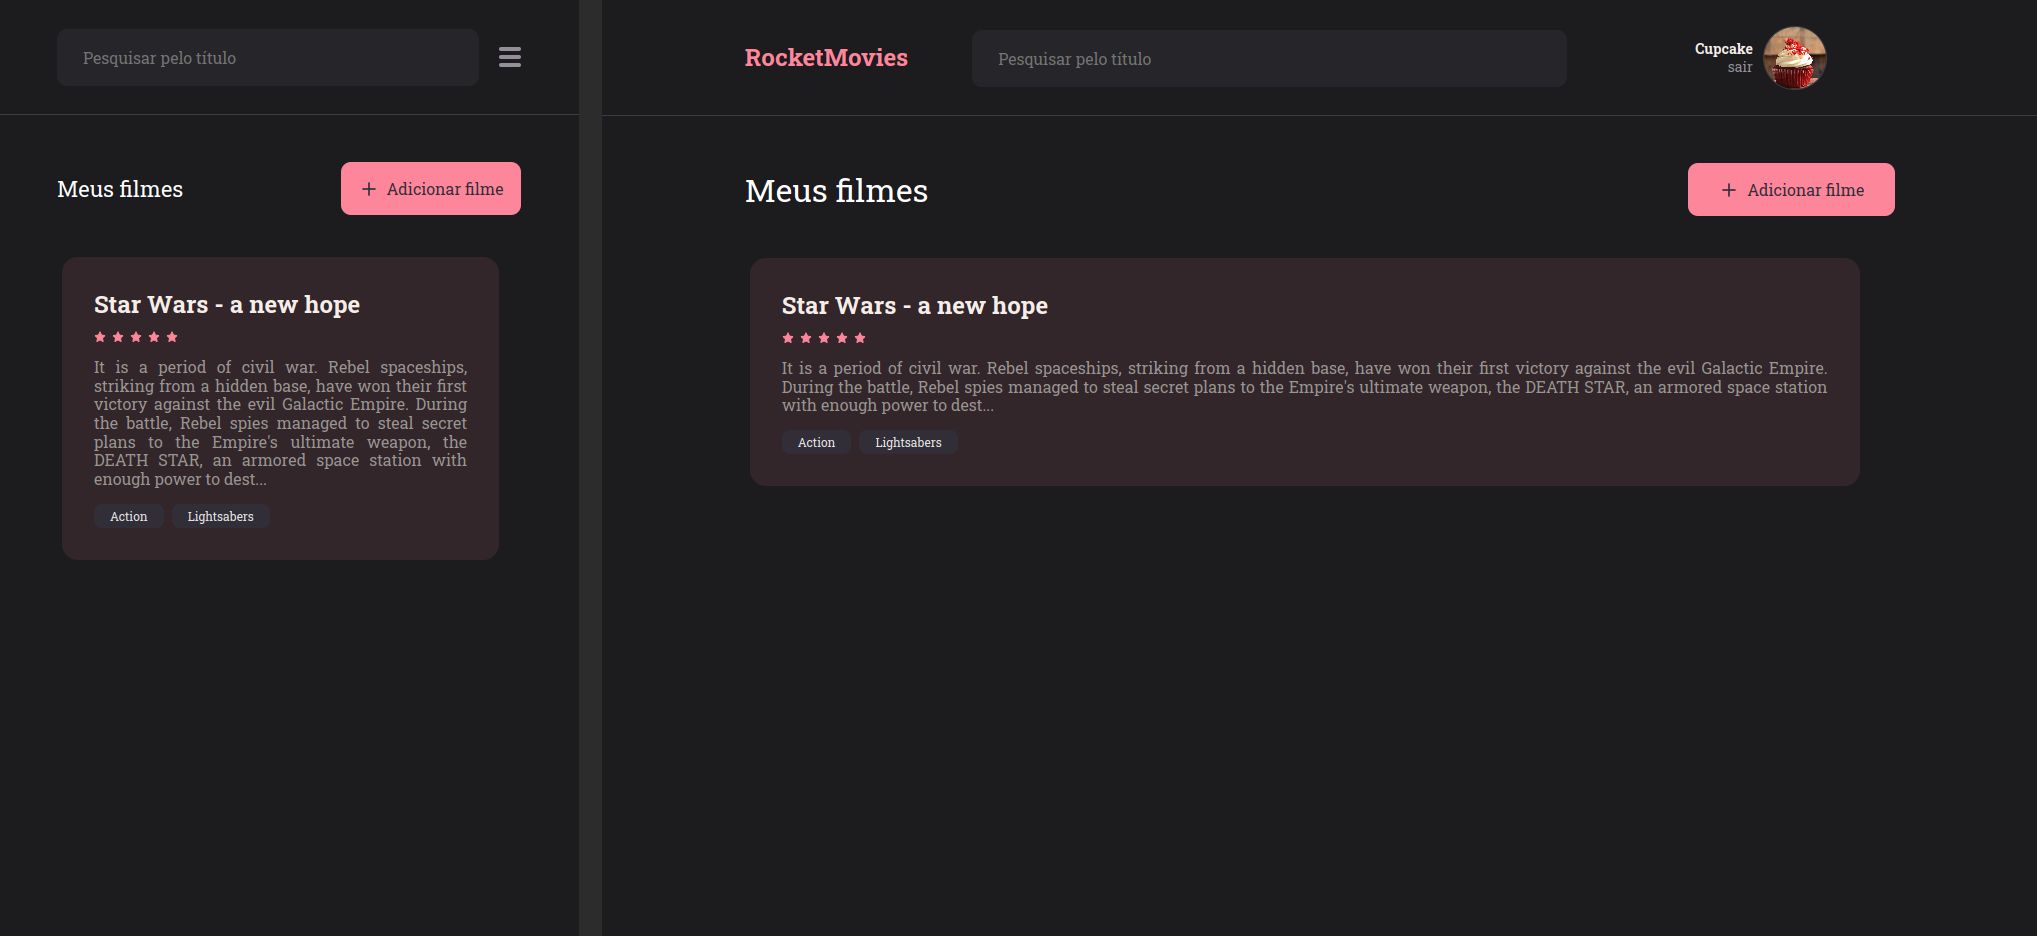 Pesquisar pelo título
Meus filmes
Adicionar filme
Star Wars - a new hope
It is a period of civil war. Rebel spaceships,
striking from a hidden base, have won their first
victory against the evil Galactic Empire. During
the battle, Rebel spies managed to steal secret
plans to the Empire's ultimate weapon, the
DEATH STAR, an armored space station with
enough power to dest...
Action
Lightsabers
RocketMovies
Pesquisar pelo título
Cupcake
sair
Meus filmes
Adicionar filme
Star Wars - a new hope
It is a period of civil war. Rebel spaceships, striking from a hidden base, have won their first victory against the evil Galactic Empire.
During the battle, Rebel spies managed to steal secret plans to the Empire's ultimate weapon, the DEATH STAR, an armored space station
with enough power to dest...
Action
Lightsabers